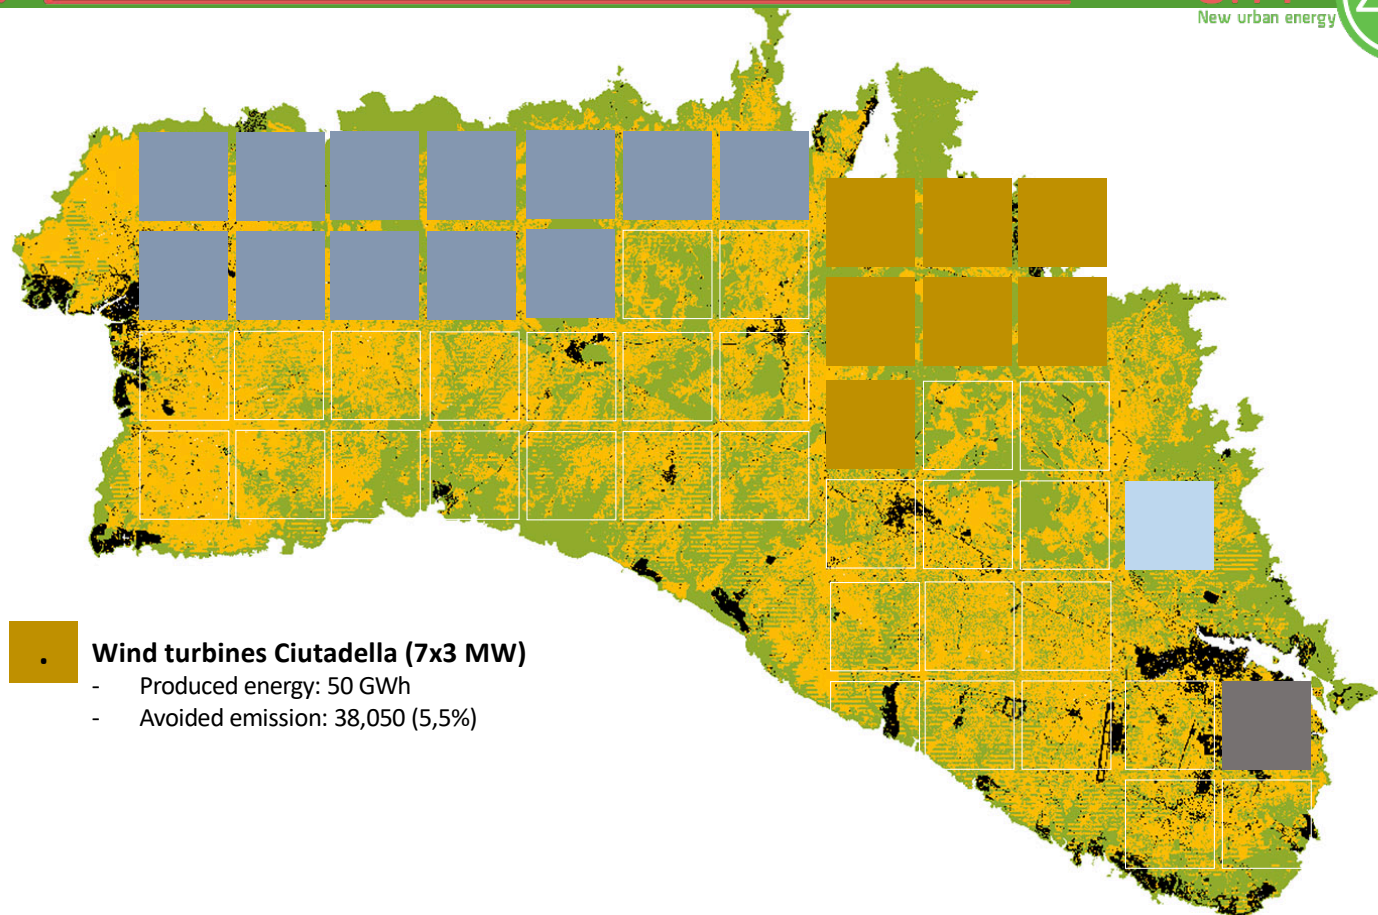 New urban energy
.
Wind turbines Ciutadella (7x3 MW)
- Produced energy: 50 GWh
- Avoided emission: 38,050 (5,5%)